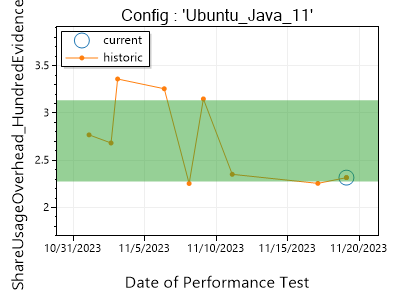 Config : 'Ubuntu_Java_11'
current
historic
ShareUsageOverhead_HundredEvidence
3.5
3
2.5
2
10/31/2023
11/5/2023
11/10/2023
11/15/2023
11/20/2023
Date of Performance Test